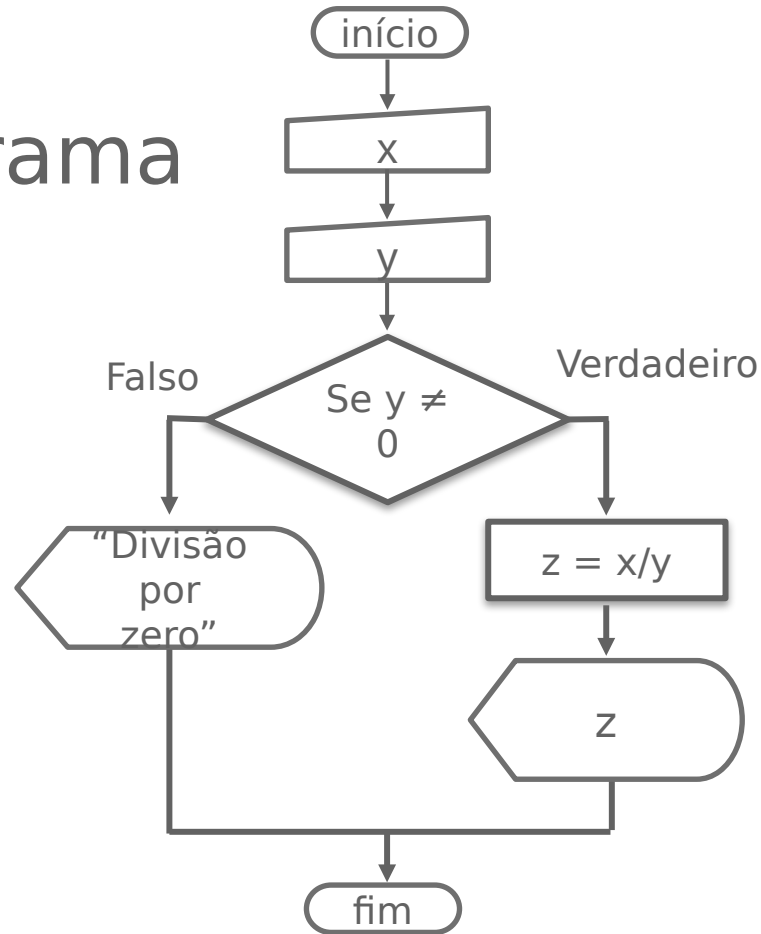 início
rama
x
y
Falso
Verdadeiro
Se y ≠
0
“Divisão
por
zero”
z = x/y
z
fim